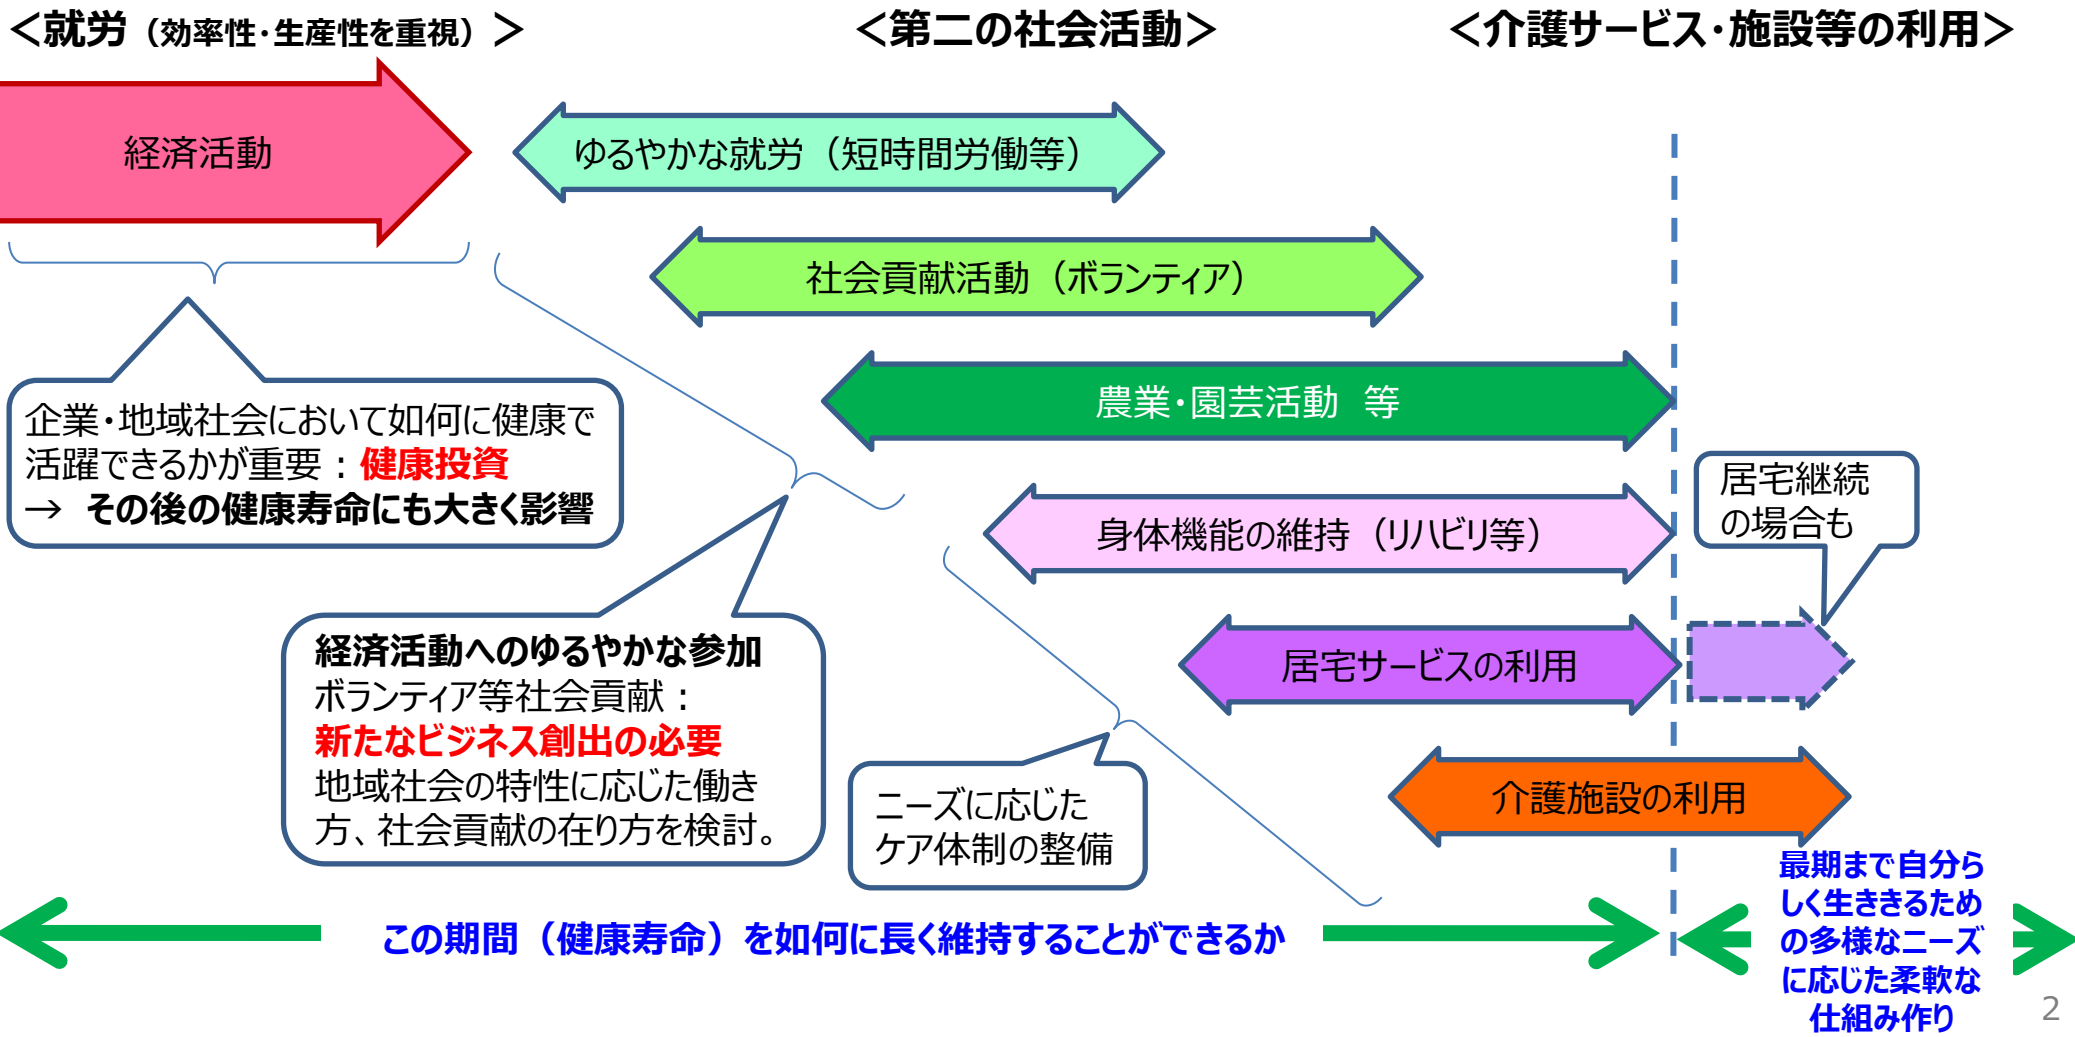 ＜就労（効率性・生産性を重視）＞
＜第二の社会活動＞
＜介護サービス・施設等の利用＞
経済活動
ゆるやかな就労（短時間労働等）
社会貢献活動（ボランティア）
農業・園芸活動　等
身体機能の維持（リハビリ等）
居宅サービスの利用
介護施設の利用
居宅継続
の場合も
企業・地域社会において如何に健康で
活躍できるかが重要：健康投資
→　その後の健康寿命にも大きく影響
経済活動へのゆるやかな参加
ボランティア等社会貢献：
新たなビジネス創出の必要
地域社会の特性に応じた働き
方、社会貢献の在り方を検討。
ニーズに応じた
ケア体制の整備
この期間（健康寿命）を如何に長く維持することができるか
最期まで自分ら
しく生ききるため
の多様なニーズ
に応じた柔軟な
仕組み作り
2